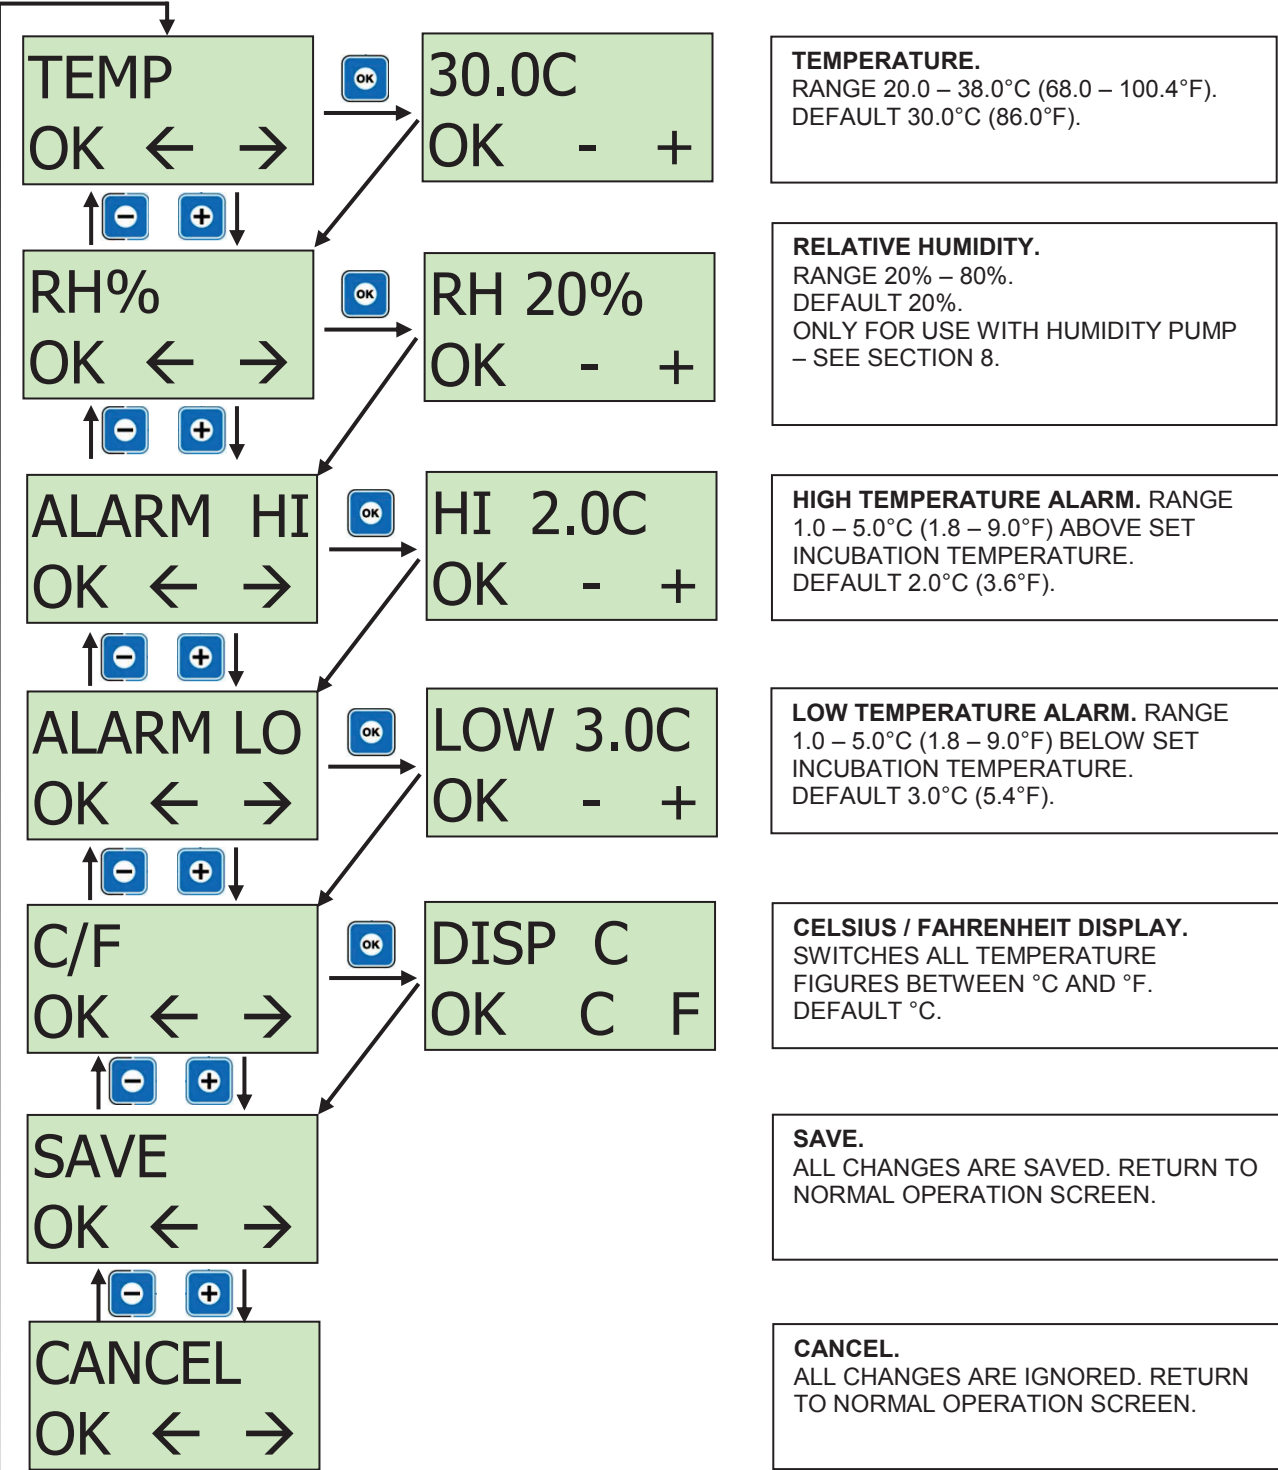 TEMP
OK ← →
OK
30.0C
OK - +
TEMPERATURE.
RANGE 20.0 – 38.0°C (68.0 – 100.4°F).
DEFAULT 30.0°C (86.0°F).
RH%
OK ← →
OK
RH 20%
OK - +
RELATIVE HUMIDITY.
RANGE 20% – 80%.
DEFAULT 20%.
ONLY FOR USE WITH HUMIDITY PUMP
– SEE SECTION 8.
ALARM HI
OK ← →
OK
HI 2.0C
OK - +
HIGH TEMPERATURE ALARM. RANGE
1.0 – 5.0°C (1.8 – 9.0°F) ABOVE SET
INCUBATION TEMPERATURE.
DEFAULT 2.0°C (3.6°F).
ALARM LO
OK ← →
OK
LOW 3.0C
OK - +
LOW TEMPERATURE ALARM. RANGE
1.0 – 5.0°C (1.8 – 9.0°F) BELOW SET
INCUBATION TEMPERATURE.
DEFAULT 3.0°C (5.4°F).
C/F
OK ← →
OK
DISP C
OK C F
CELSIUS / FAHRENHEIT DISPLAY.
SWITCHES ALL TEMPERATURE
FIGURES BETWEEN °C AND °F.
DEFAULT °C.
SAVE
OK ← →
SAVE.
ALL CHANGES ARE SAVED. RETURN TO
NORMAL OPERATION SCREEN.
CANCEL
OK ← →
CANCEL.
ALL CHANGES ARE IGNORED. RETURN
TO NORMAL OPERATION SCREEN.